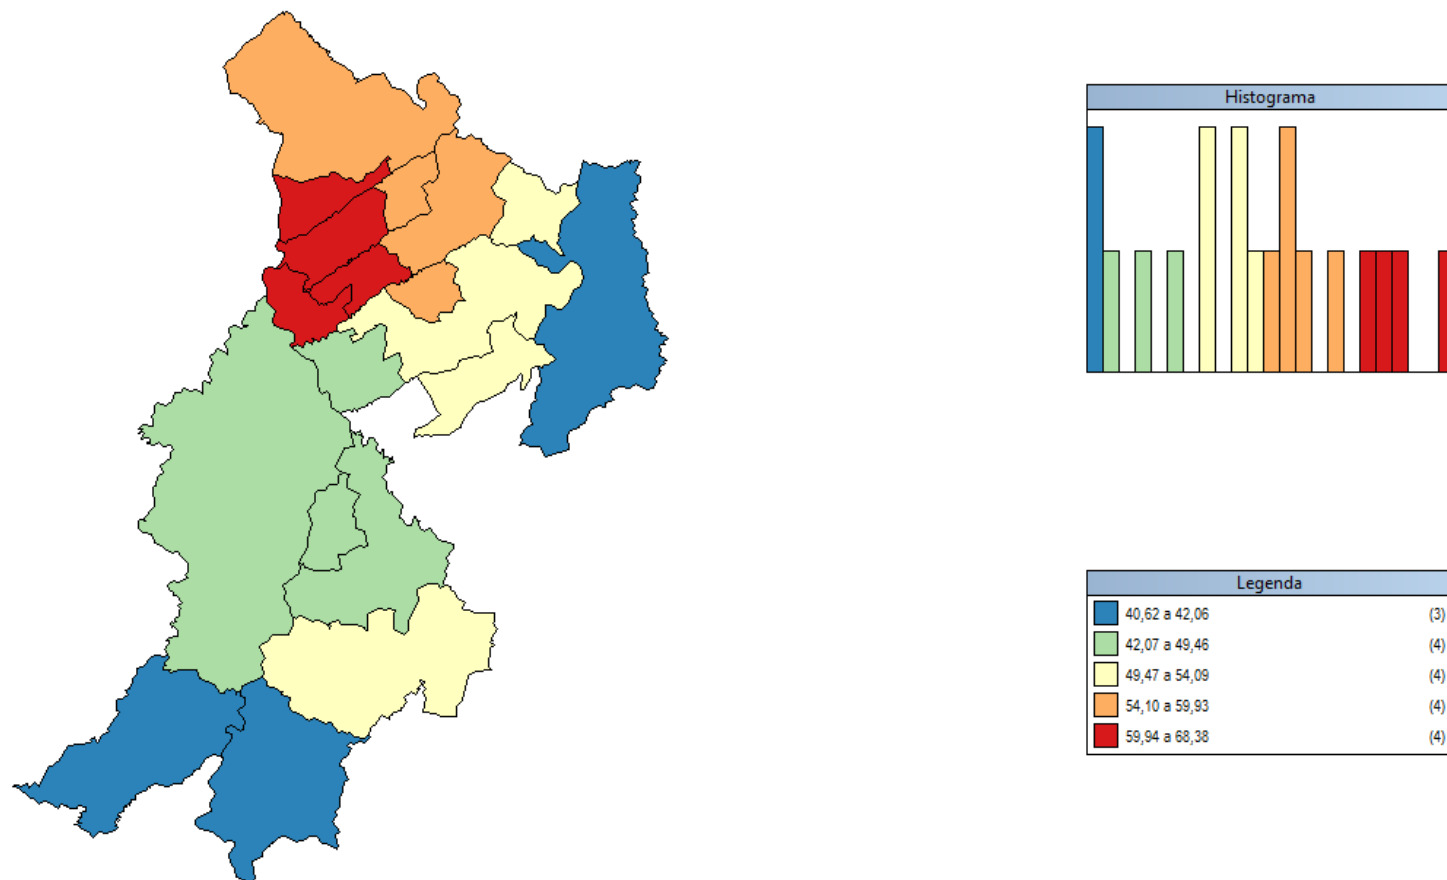 Histograma
Legenda
40,62 a 42,06 (3)
42,07 a 49,46 (4)
49,47 a 54,09 (4)
54,10 a 59,93 (4)
59,94 a 68,38 (4)